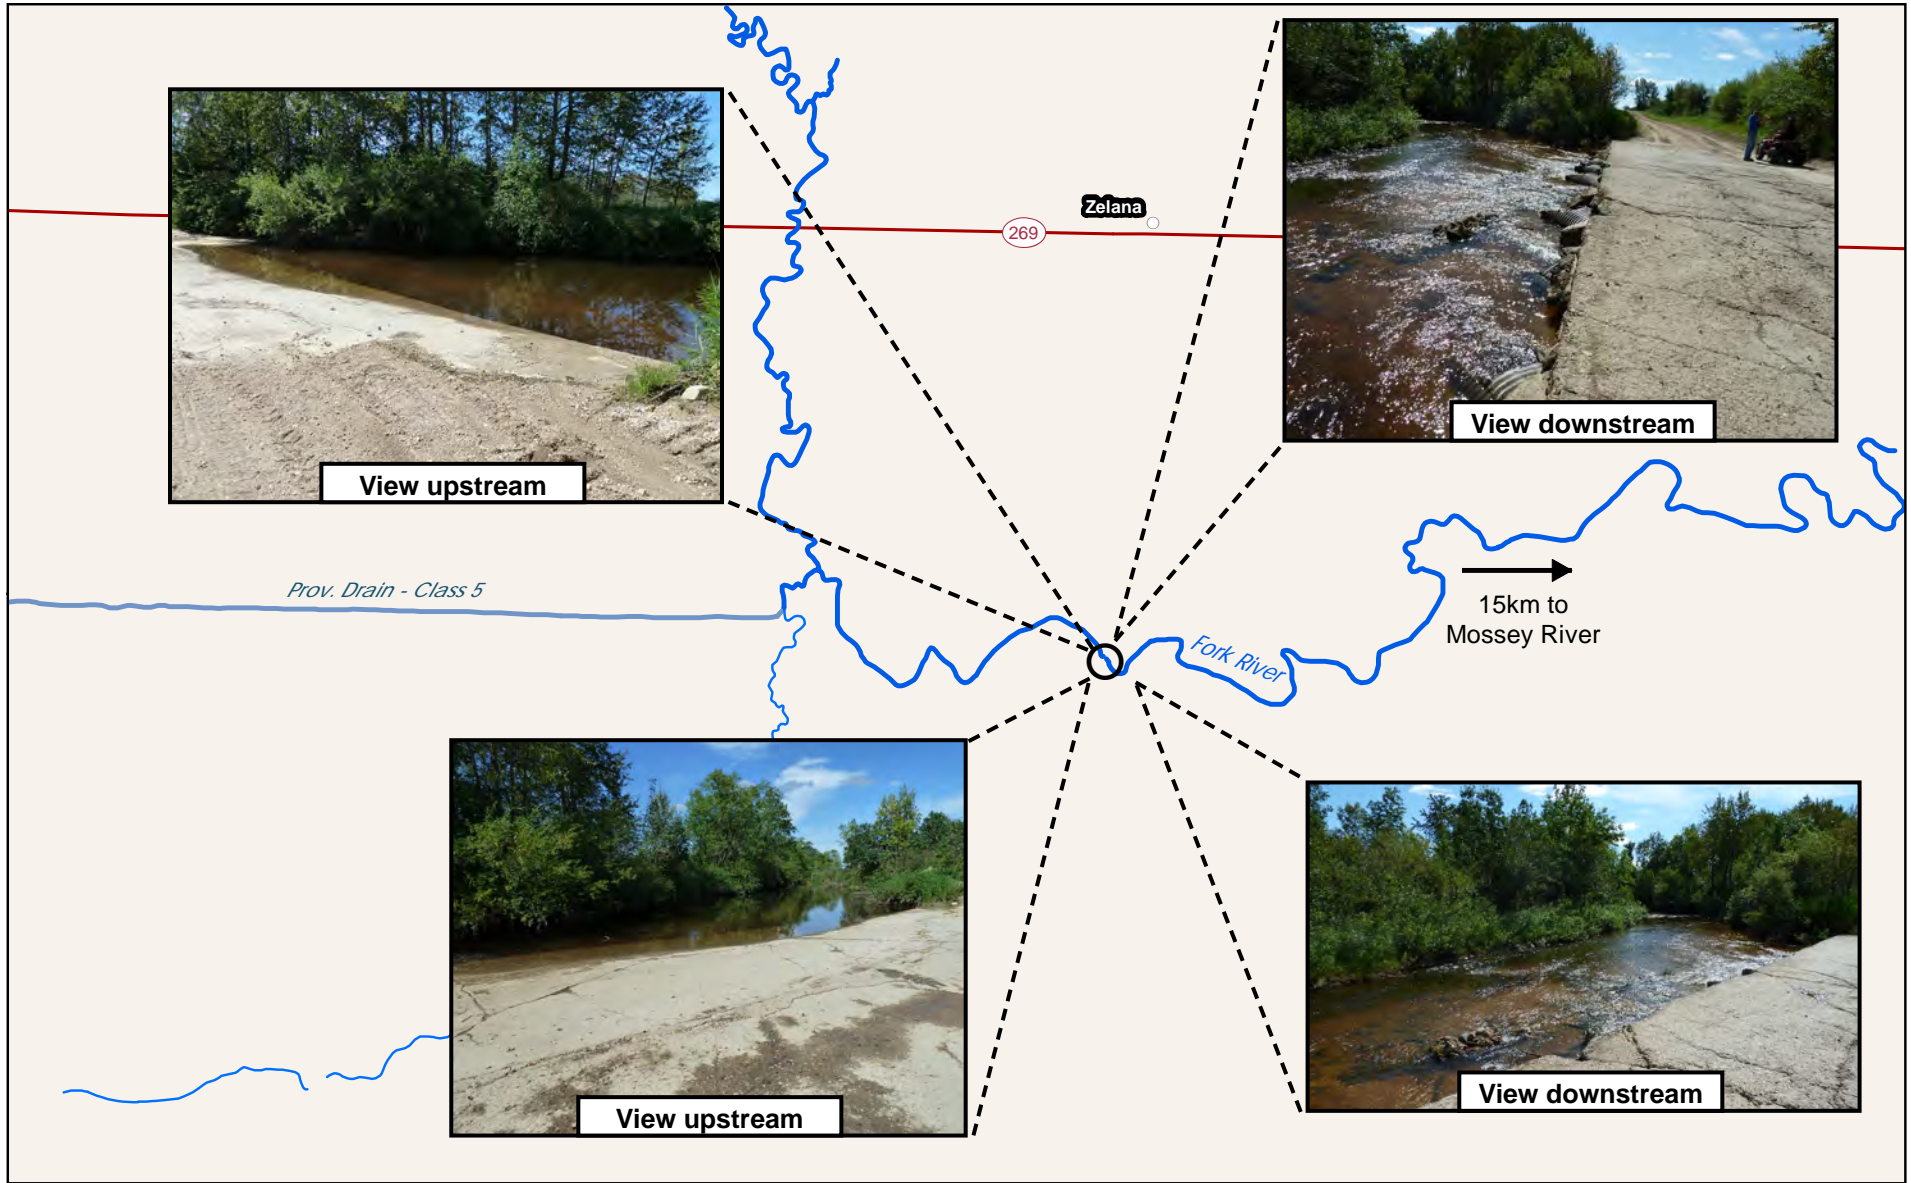 Zelana
269
View downstream
View upstream
Prov. Drain - Class 5
15km to
Mossey River
Fork River
View upstream
View downstream